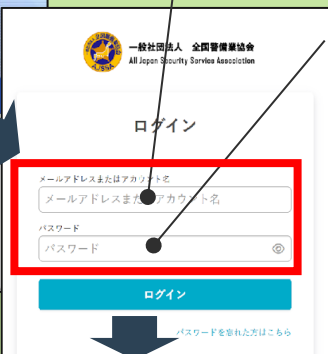 一般社団法人 全国警備業協会
All Japan Security Service Association
ログイン
メールアドレスまたはアカウント名
メールアドレスまたはアカウント名
パスワード
パスワード
ログイン
パスワードを忘れた方はこちら